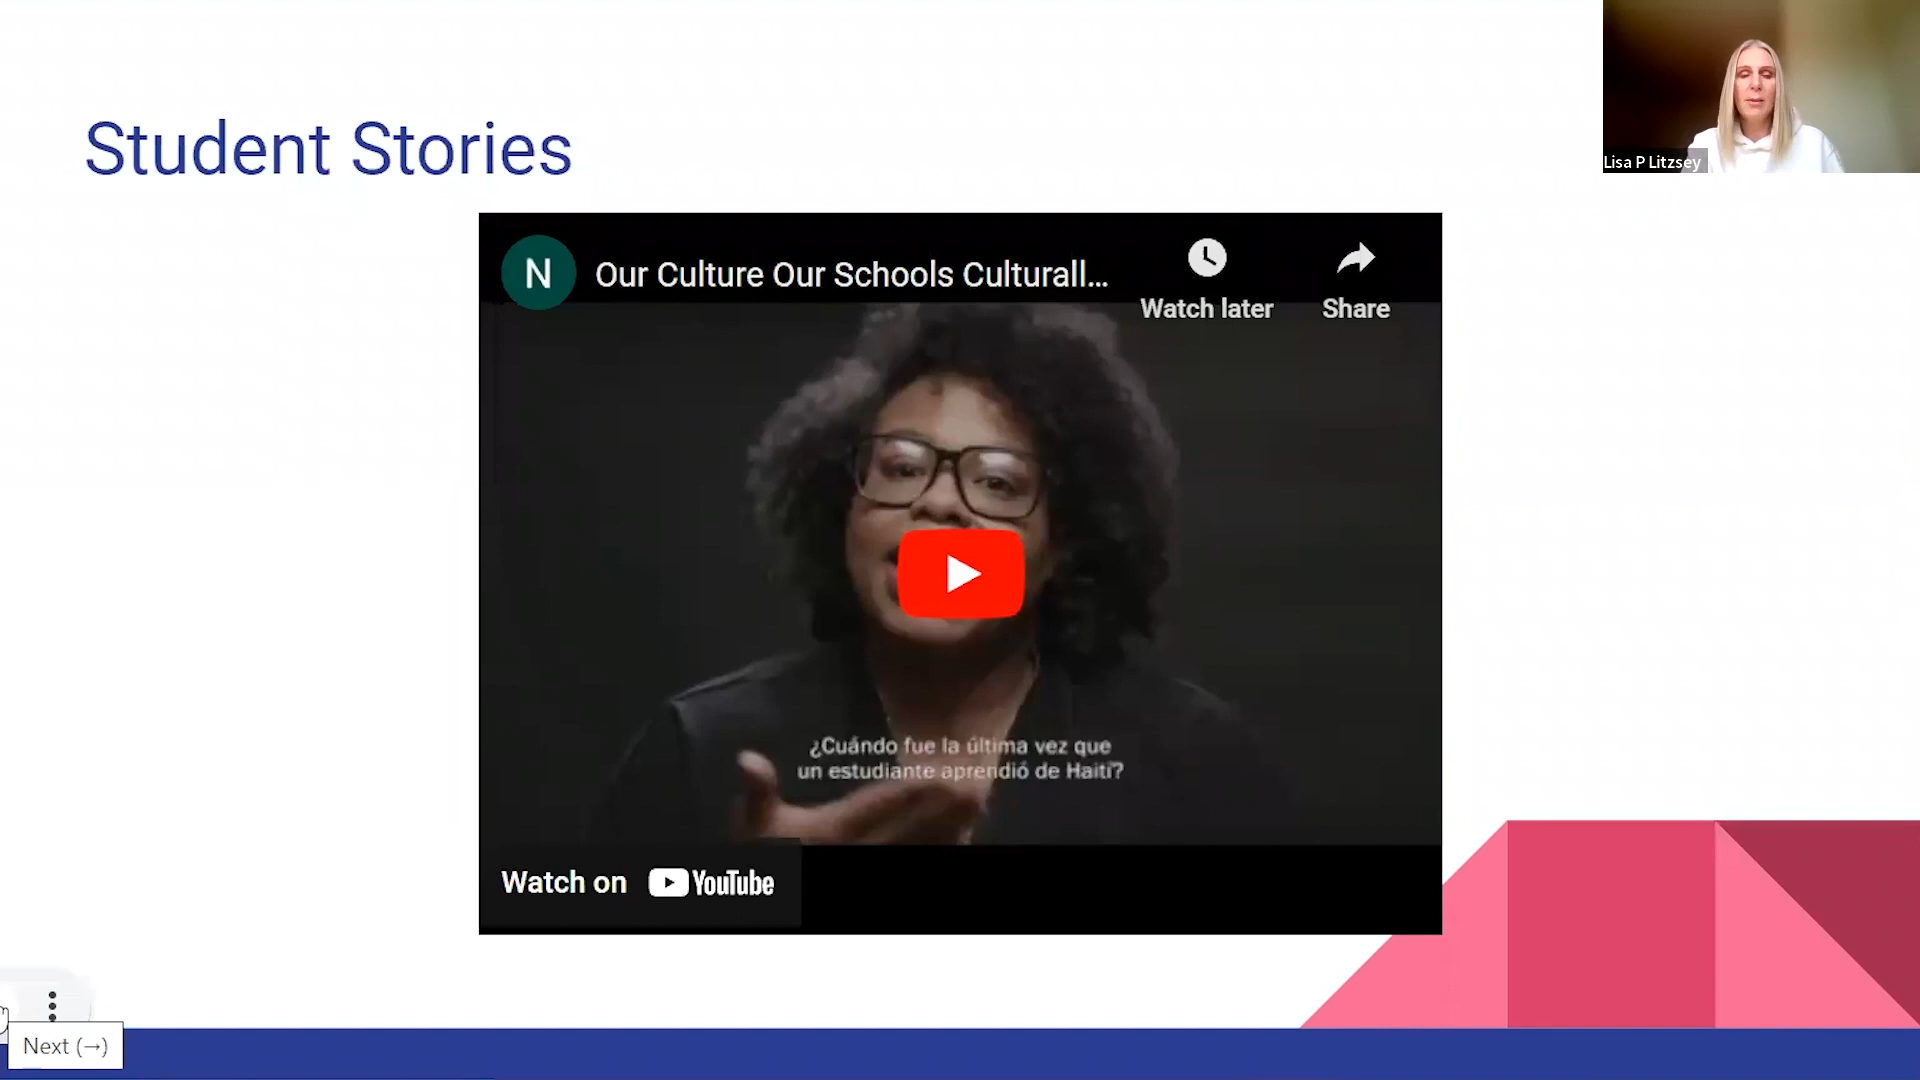 Student Stories
Lisa P Litzsey
N
Our Culture Our Schools Culturall...
Watch later
Share
¿Cuándo fue la última vez que
un estudiante aprendió de Haití?
Watch on YouTube
Next (→)